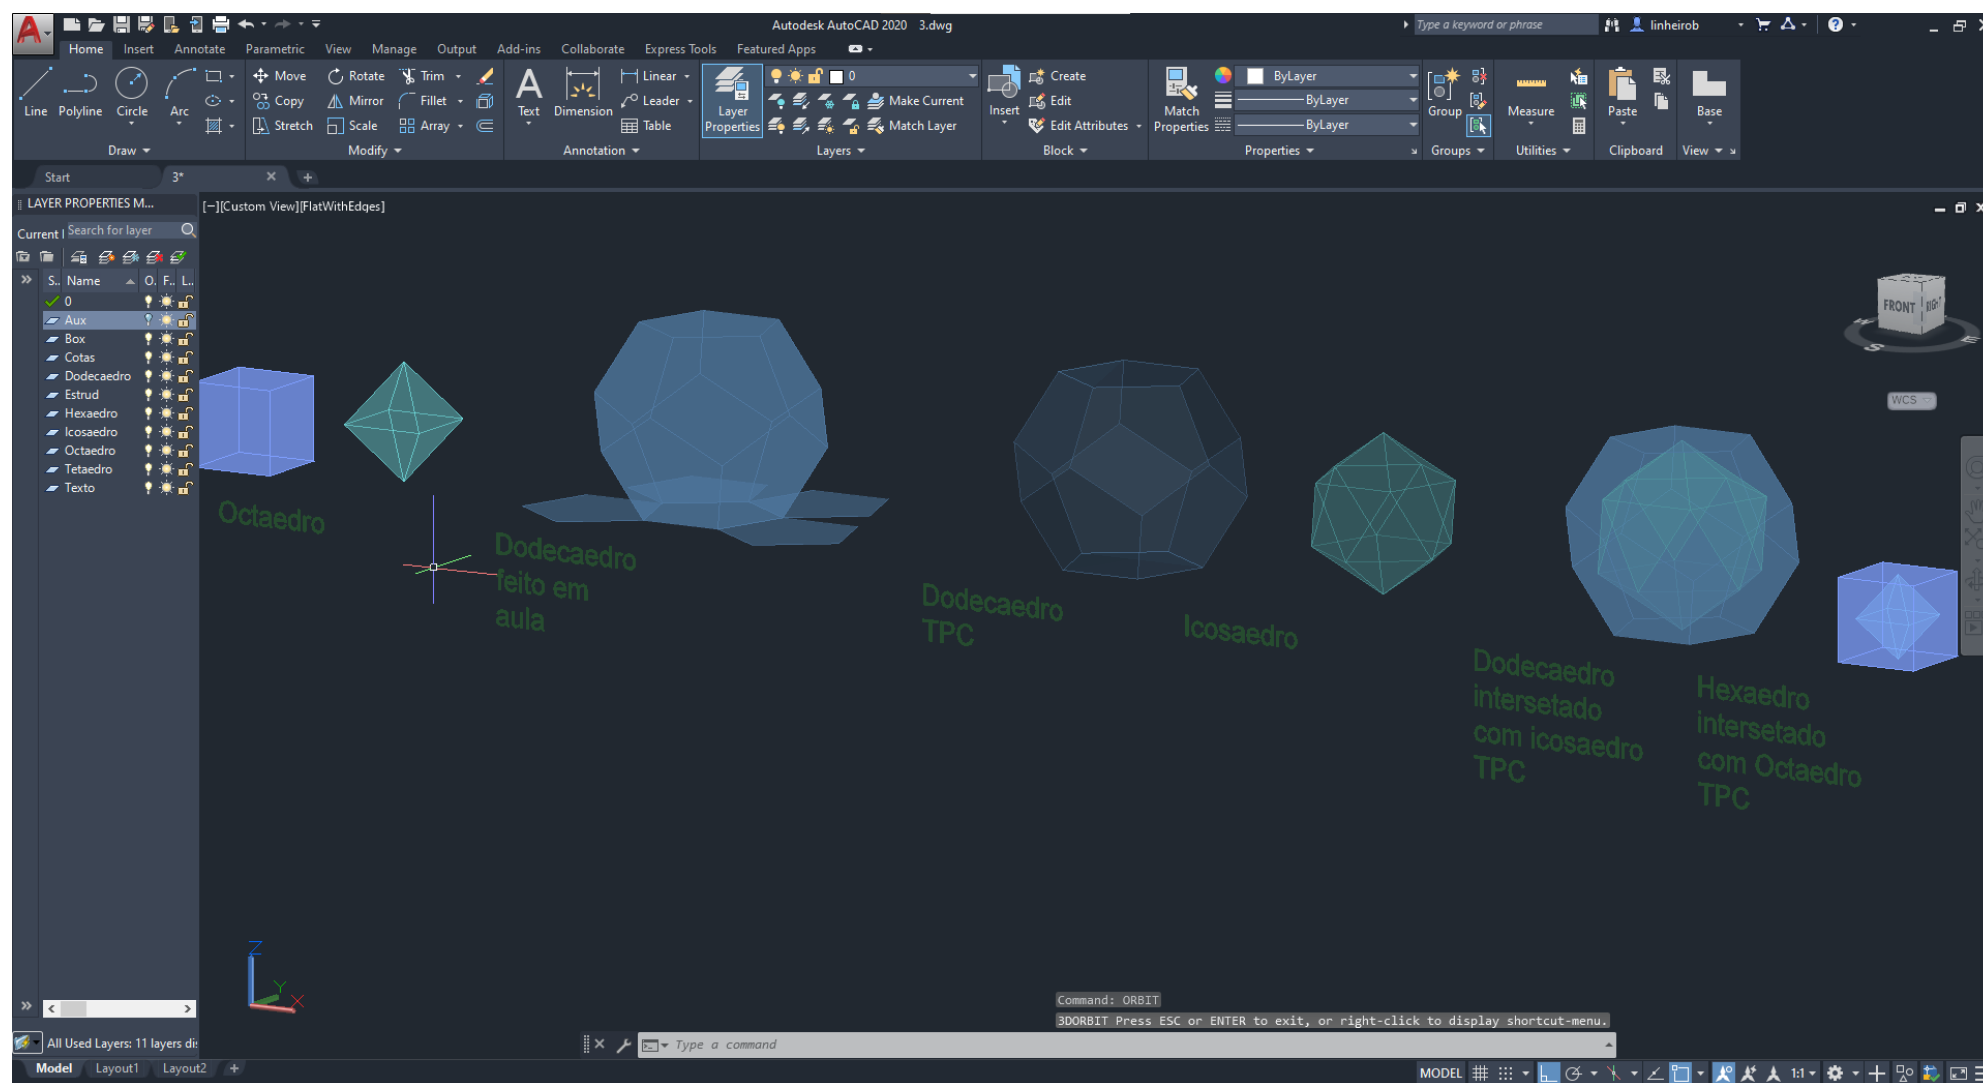 Autodesk AutoCAD 2020 3.dwg
Type a keyword or phrase
linheirob
Home Insert Annotate Parametric View Manage Output Add-ins Collaborate Express Tools Featured Apps
Line Polyline Circle Arc
Move Rotate Trim
Copy Mirror Fillet
Stretch Scale Array
Text Dimension
Linear
Leader
Table
Layer Properties
0
Make Current
Match Layer
Insert
Create
Edit
Edit Attributes
Match Properties
ByLayer
ByLayer
ByLayer
Group
Measure
Paste
Base
Draw Modify Annotation Layers Block Properties Groups Utilities Clipboard View
Start 3*
LAYER PROPERTIES M...
[−][Custom View][FlatWithEdges]
Current l Search for layer
S.. Name O. F.. L..
0
Aux
Box
Cotas
Dodecaedro
Estrud
Hexaedro
Icosaedro
Octaedro
Tetaedro
Texto
FRONT RIGHT
S E
WCS
Octaedro
Dodecaedro
feito em
aula
Dodecaedro
TPC
Icosaedro
Dodecaedro
intersetado
com icosaedro
TPC
Hexaedro
intersetado
com Octaedro
TPC
Z
Y
X
Command: ORBIT
3DORBIT Press ESC or ENTER to exit, or right-click to display shortcut-menu.
Type a command
All Used Layers: 11 layers di
Model Layout1 Layout2 +
MODEL 1:1